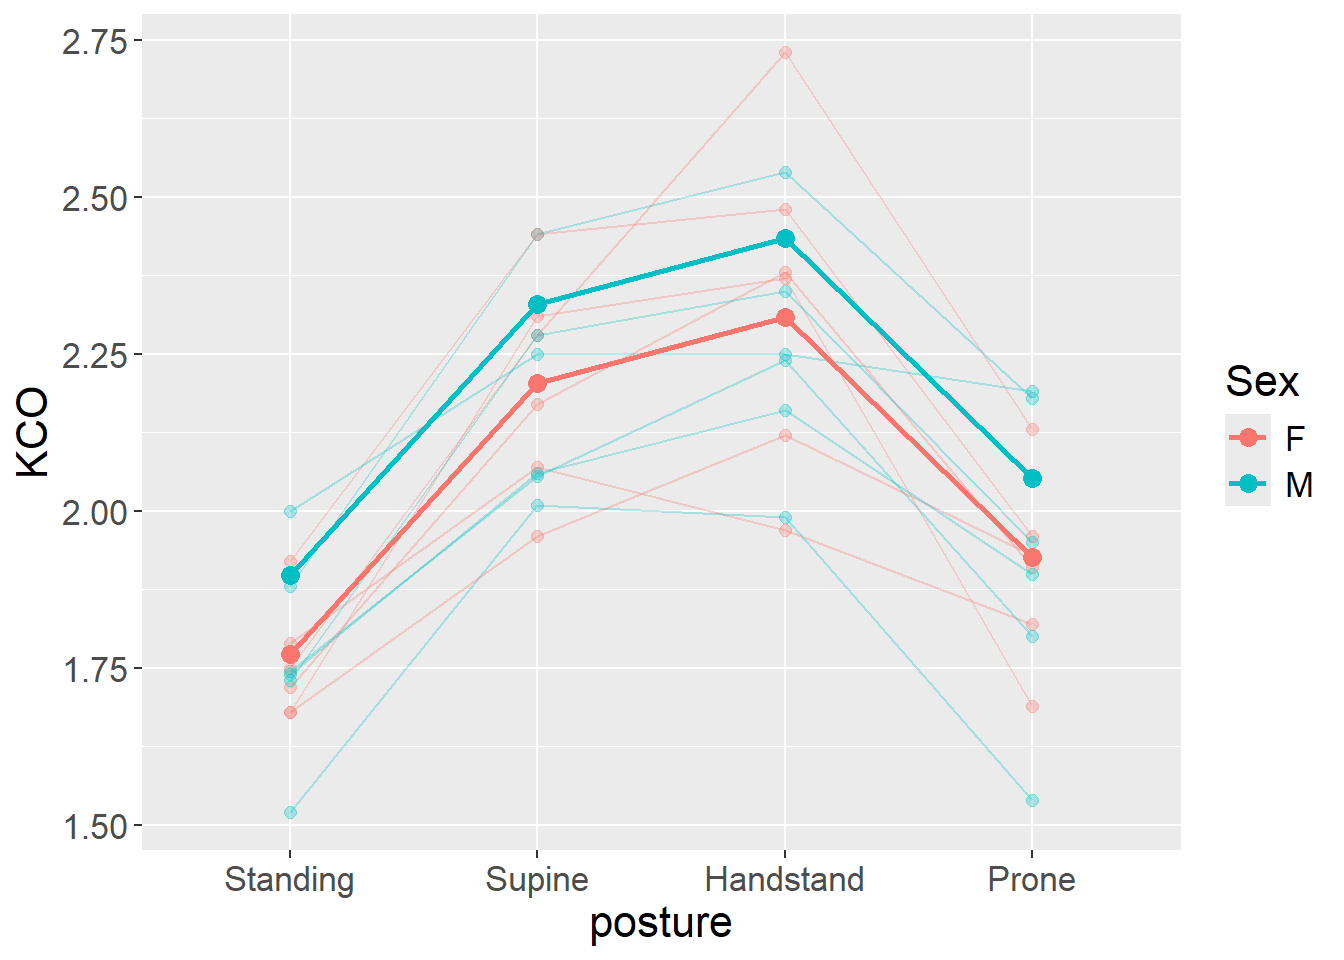 KCO
2.75
2.50
2.25
2.00
1.75
1.50
Standing Supine Handstand Prone
posture
Sex
F
M